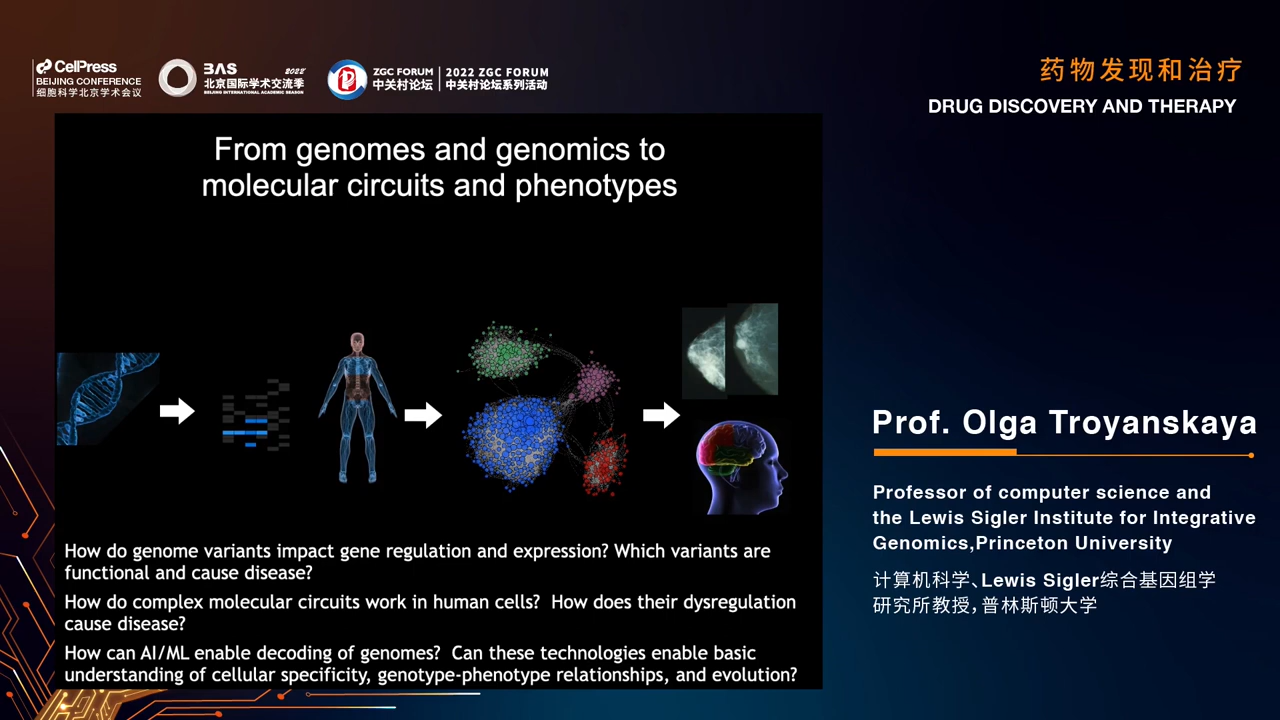 CelPress
BEIJING CONFERENCE
细胞科学北京学术会议
BAS 2022
北京国际学术交流季
BEIJING INTERNATIONAL ACADEMIC SEASON
ZGC FORUM
中关村论坛
2022 ZGC FORUM
中关村论坛系列活动
药物发现和治疗
DRUG DISCOVERY AND THERAPY
From genomes and genomics to
molecular circuits and phenotypes
How do genome variants impact gene regulation and expression? Which variants are
functional and cause disease?
How do complex molecular circuits work in human cells? How does their dysregulation
cause disease?
How can AI/ML enable decoding of genomes? Can these technologies enable basic
understanding of cellular specificity, genotype-phenotype relationships, and evolution?
Prof. Olga Troyanskaya
Professor of computer science and
the Lewis Sigler Institute for Integrative
Genomics,Princeton University
计算机科学、Lewis Sigler综合基因组学
研究所教授，普林斯顿大学